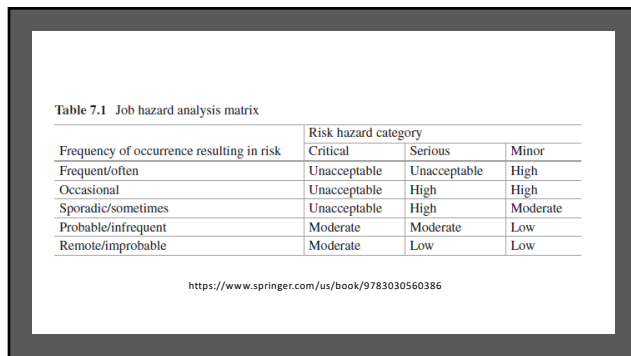 Table 7.1 Job hazard analysis matrix
Risk hazard category
Frequency of occurrence resulting in risk Critical Serious Minor
Frequent/often Unacceptable Unacceptable High
Occasional Unacceptable High High
Sporadic/sometimes Unacceptable High Moderate
Probable/infrequent Moderate Moderate Low
Remote/improbable Moderate Low Low
https://www.springer.com/us/book/9783030560386